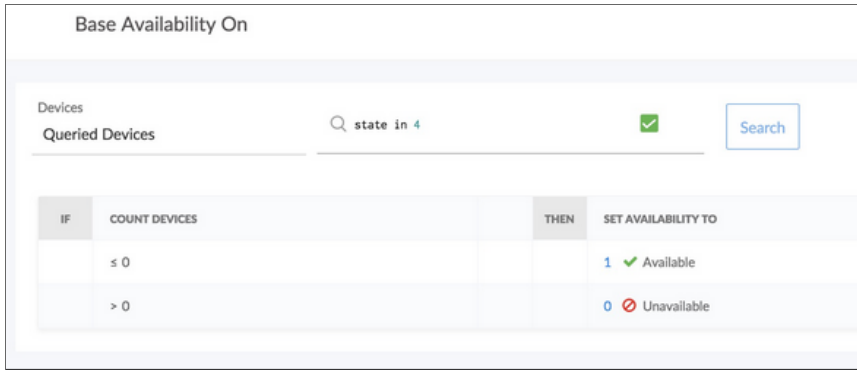 Base Availability On
Devices
Queried Devices
state in 4
Search
IF COUNT DEVICES THEN SET AVAILABILITY TO
≤ 0 1 Available
> 0 0 Unavailable